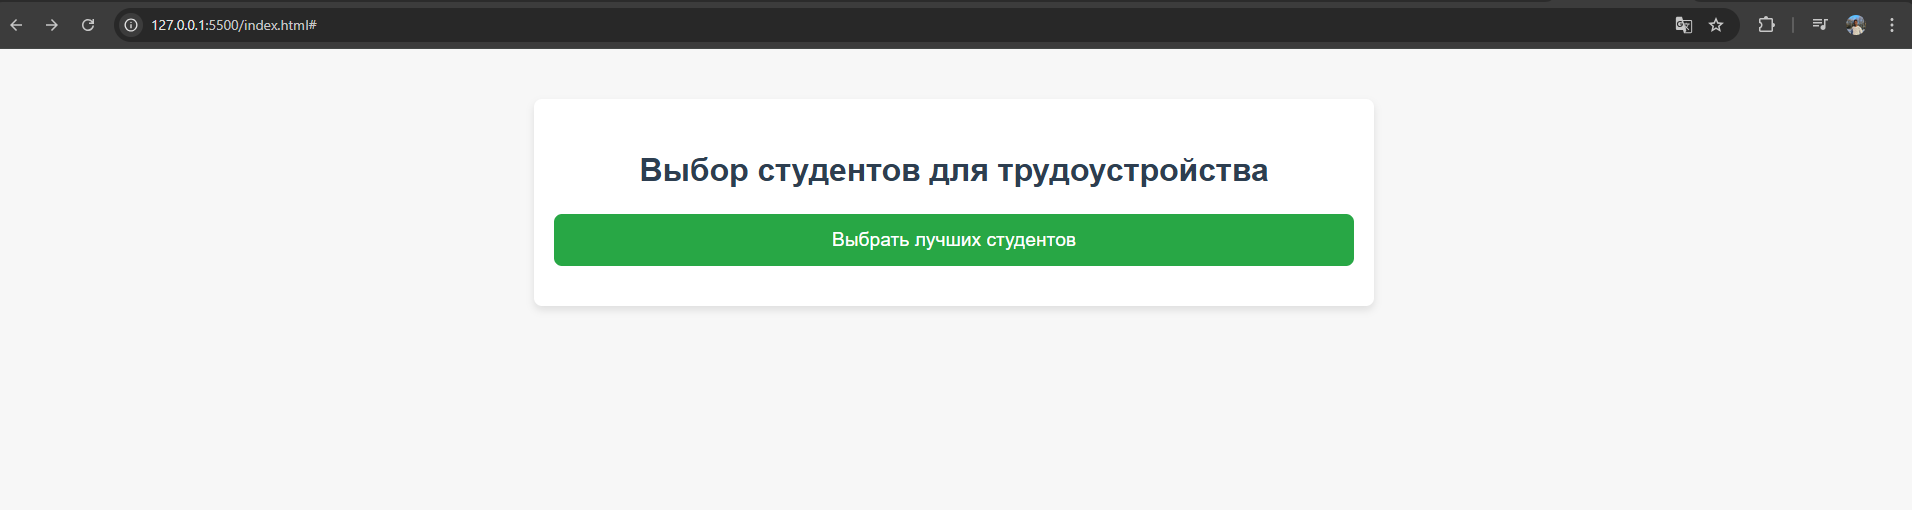 127.0.0.1:5500/index.html#
Выбор студентов для трудоустройства
Выбрать лучших студентов